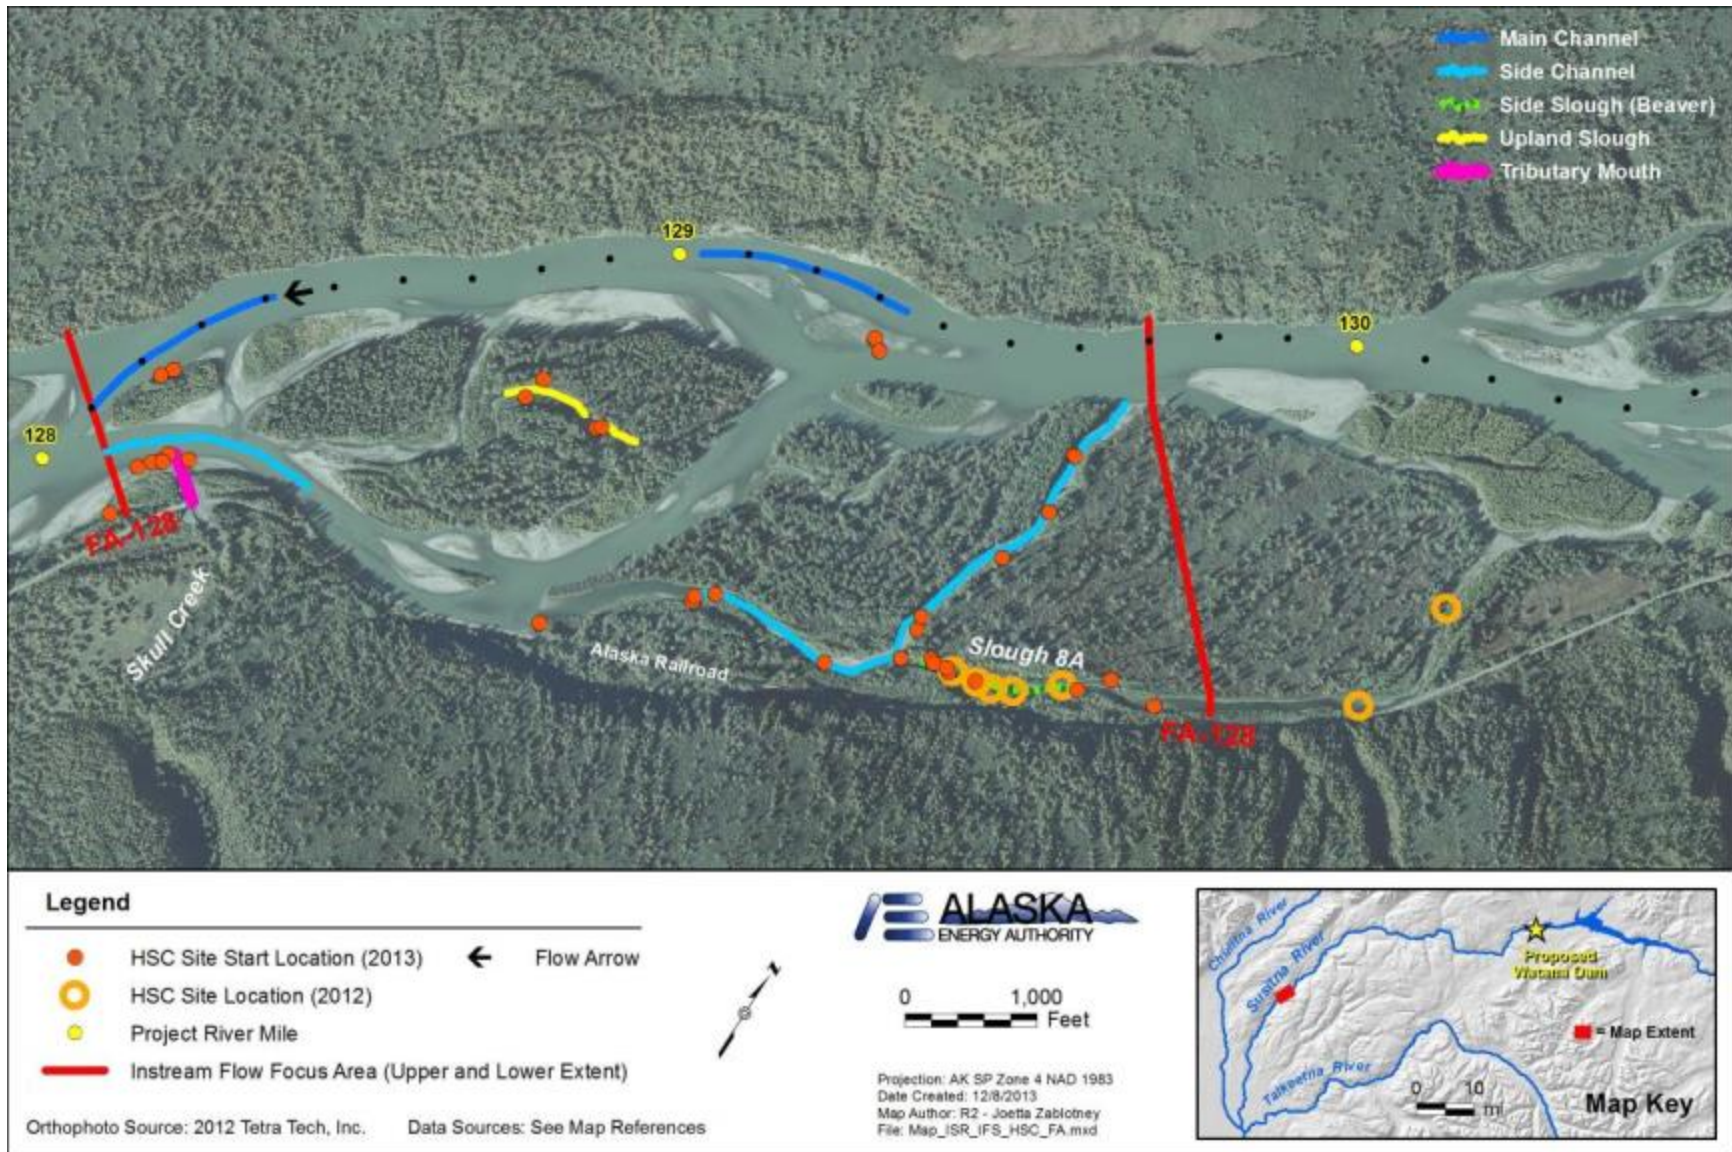 Main Channel
Side Channel
Side Slough (Beaver)
Upland Slough
Tributary Mouth
129
130
128
FA-128
Skull Creek
Alaska Railroad
Slough 8A
FA-128
Legend
HSC Site Start Location (2013)
Flow Arrow
HSC Site Location (2012)
Project River Mile
Instream Flow Focus Area (Upper and Lower Extent)
Orthophoto Source: 2012 Tetra Tech, Inc.
Data Sources: See Map References
N
ALASKA
ENERGY AUTHORITY
0 1,000
Feet
Projection: AK SP Zone 4 NAD 1983
Date Created: 12/8/2013
Map Author: R2 - Joetta Zablotney
File: Map_ISR_IFS_HSC_FA.mxd
Chulitna River
Susitna River
Proposed
Watana Dam
= Map Extent
Talkeetna River
0 10
mi
Map Key